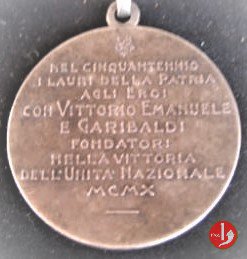 NEL CINQUANTENNIO
I LAURI DELLA PATRIA
AGLI EROI
CON VITTORIO EMANUELE
E GARIBALDI
FONDATORI
NELLA VITTORIA
DELL'UNITÀ NAZIONALE
MCMX